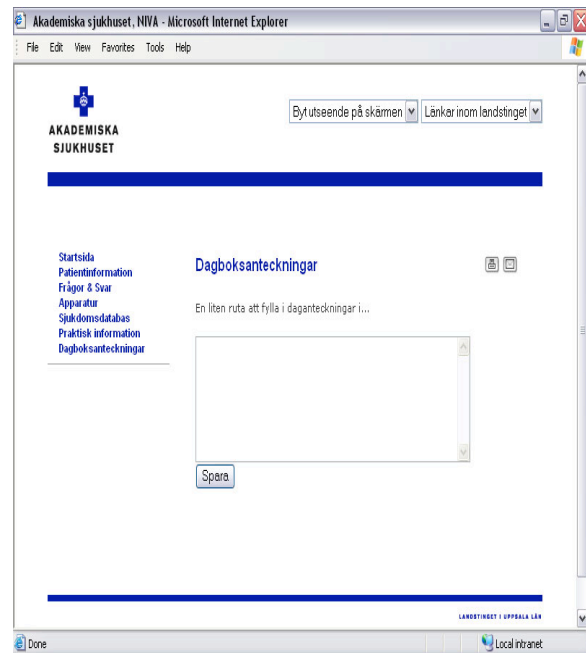 Akademiska sjukhuset, NIVA - Microsoft Internet Explorer
File Edit View Favorites Tools Help
AKADEMISKA
SJUKHUSET
Byt utseende på skärmen
Länkar inom landstinget
Startsida
Patientinformation
Frågor & Svar
Apparatur
Sjukdomsdatabas
Praktisk information
Dagboksanteckningar
Dagboksanteckningar
En liten ruta att fylla i daganteckningar i...
Spara
LANDSTINGET I UPPSALA LÄN
Done
Local intranet